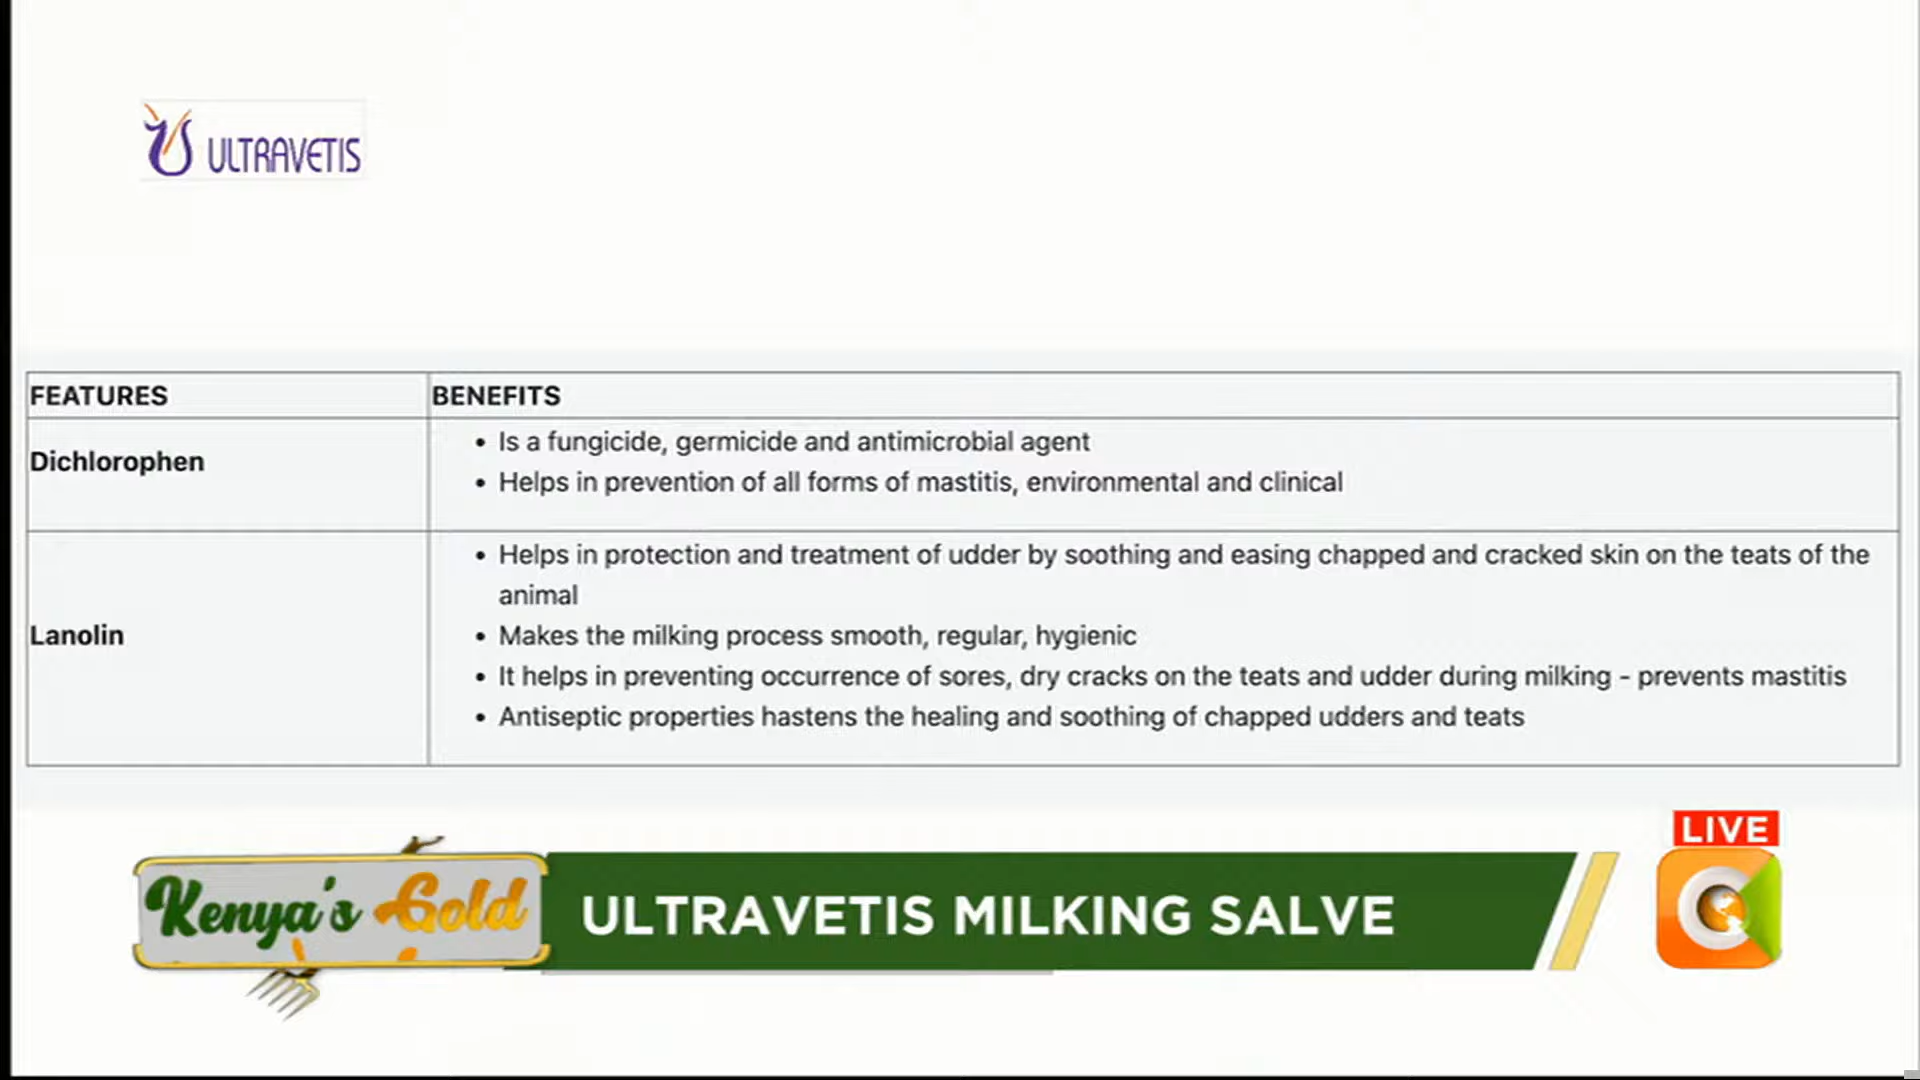 ULTRAVETIS
FEATURES
BENEFITS
Dichlorophen
• Is a fungicide, germicide and antimicrobial agent
• Helps in prevention of all forms of mastitis, environmental and clinical
Lanolin
• Helps in protection and treatment of udder by soothing and easing chapped and cracked skin on the teats of the
animal
• Makes the milking process smooth, regular, hygienic
• It helps in preventing occurrence of sores, dry cracks on the teats and udder during milking - prevents mastitis
• Antiseptic properties hastens the healing and soothing of chapped udders and teats
LIVE
Kenya's Gold
ULTRAVETIS MILKING SALVE